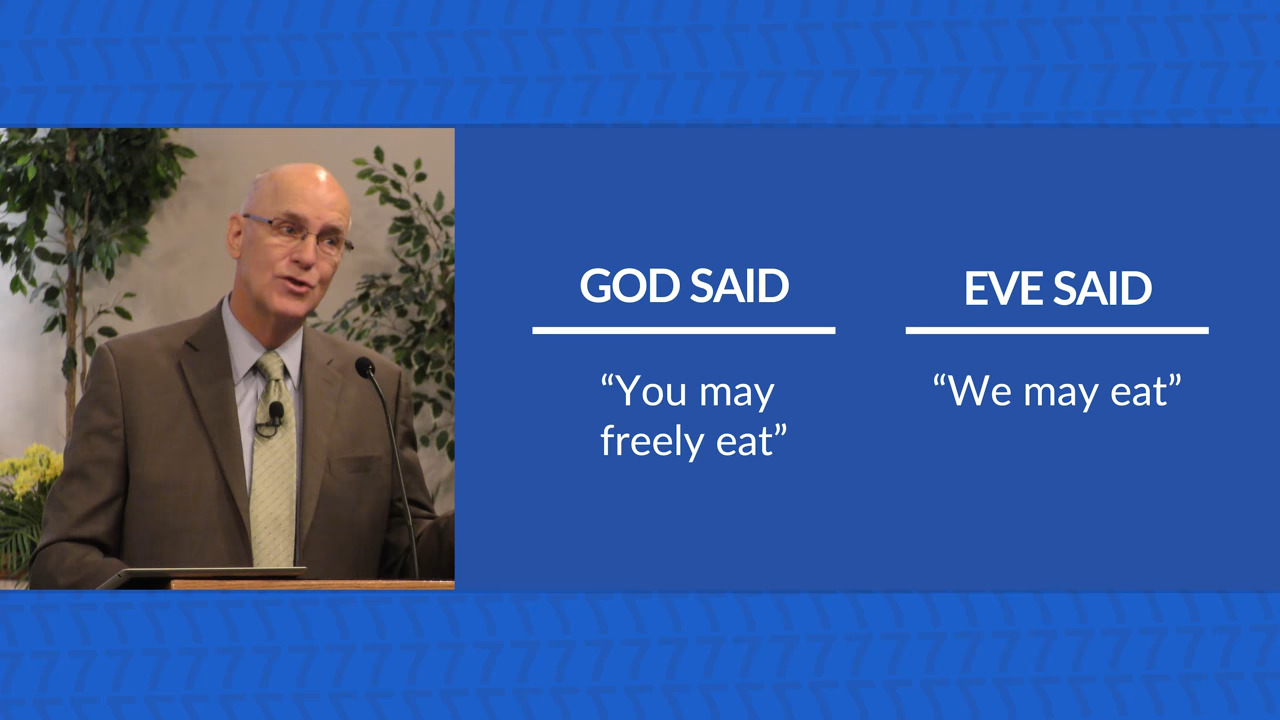 GOD SAID
“You may
freely eat”
EVE SAID
“We may eat”